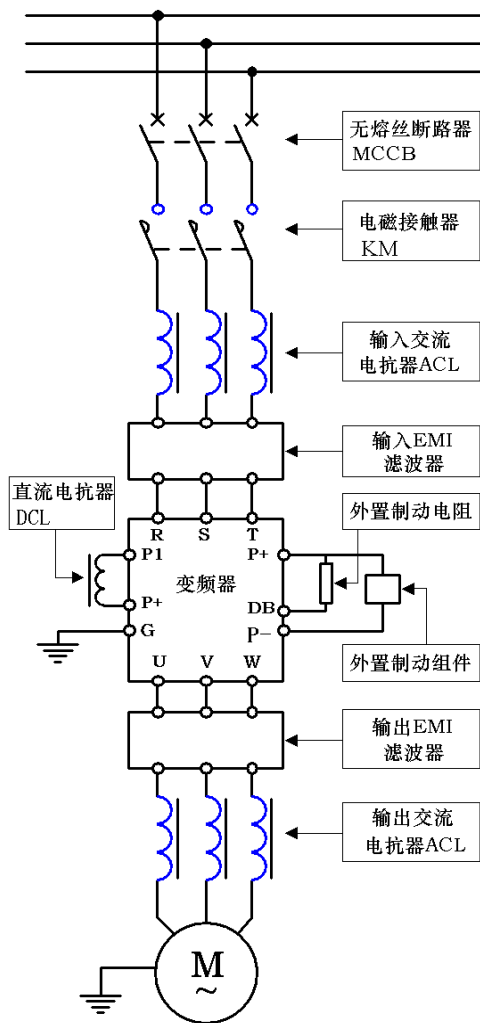 无熔丝断路器
MCCB
电磁接触器
KM
输入交流
电抗器ACL
输入EMI
滤波器
直流电抗器
DCL
外置制动电阻
R S T
P1 P+
变频器
P+ DB
G P-
U V W
外置制动组件
输出EMI
滤波器
输出交流
电抗器ACL
M
~